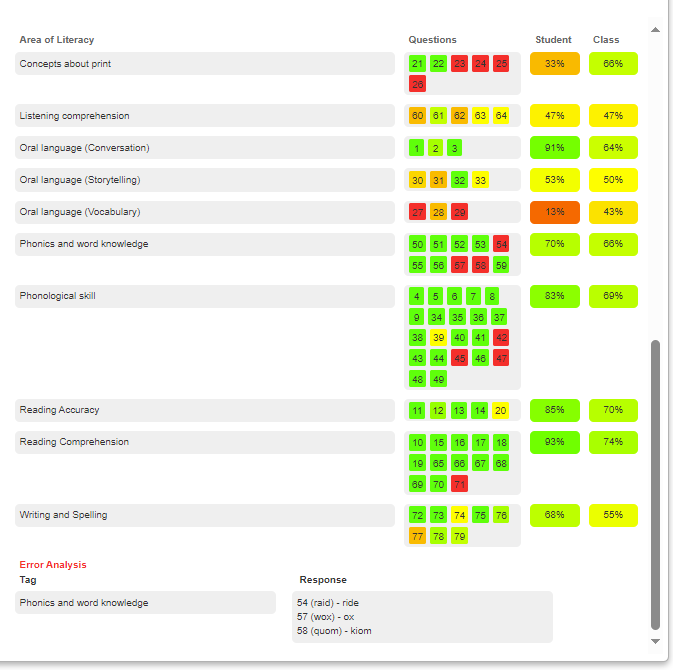 Area of Literacy Questions Student Class
Concepts about print 21 22 23 24 25 33% 66%
26
Listening comprehension 60 61 62 63 64 47% 47%
Oral language (Conversation) 1 2 3 91% 64%
Oral language (Storytelling) 30 31 32 33 53% 50%
Oral language (Vocabulary) 27 28 29 13% 43%
Phonics and word knowledge 50 51 52 53 54 70% 66%
55 56 57 58 59
Phonological skill 4 5 6 7 8 83% 69%
9 34 35 36 37
38 39 40 41 42
43 44 45 46 47
48 49
Reading Accuracy 11 12 13 14 20 85% 70%
Reading Comprehension 10 15 16 17 18 93% 74%
19 65 66 67 68
69 70 71
Writing and Spelling 72 73 74 75 76 68% 55%
77 78 79
Error Analysis
Tag Response
Phonics and word knowledge 54 (raid) - ride
57 (wox) - ox
58 (quom) - kiom